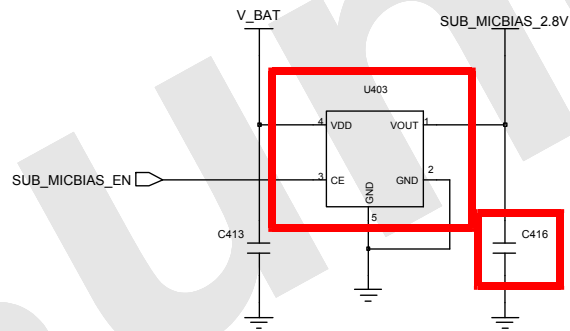 V_BAT
SUB_MICBIAS_2.8V
U403
4 VDD VOUT 1
SUB_MICBIAS_EN 3 CE GND 2
GND
5
C413 C416